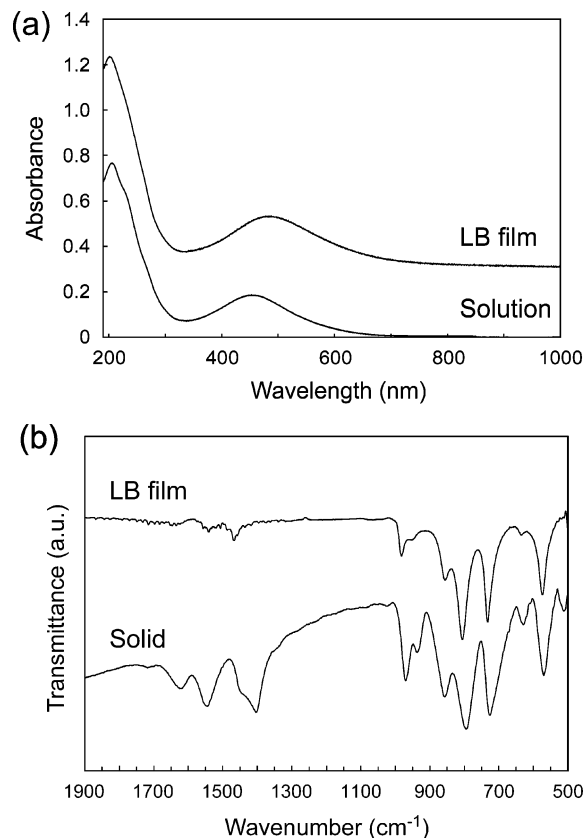 (a)
1.4
1.2
1.0
0.8
0.6
0.4
0.2
0
Absorbance
LB film
Solution
200 400 600 800 1000
Wavelength (nm)
(b)
LB film
Solid
Transmittance (a.u.)
1900 1700 1500 1300 1100 900 700 500
Wavenumber (cm⁻¹)